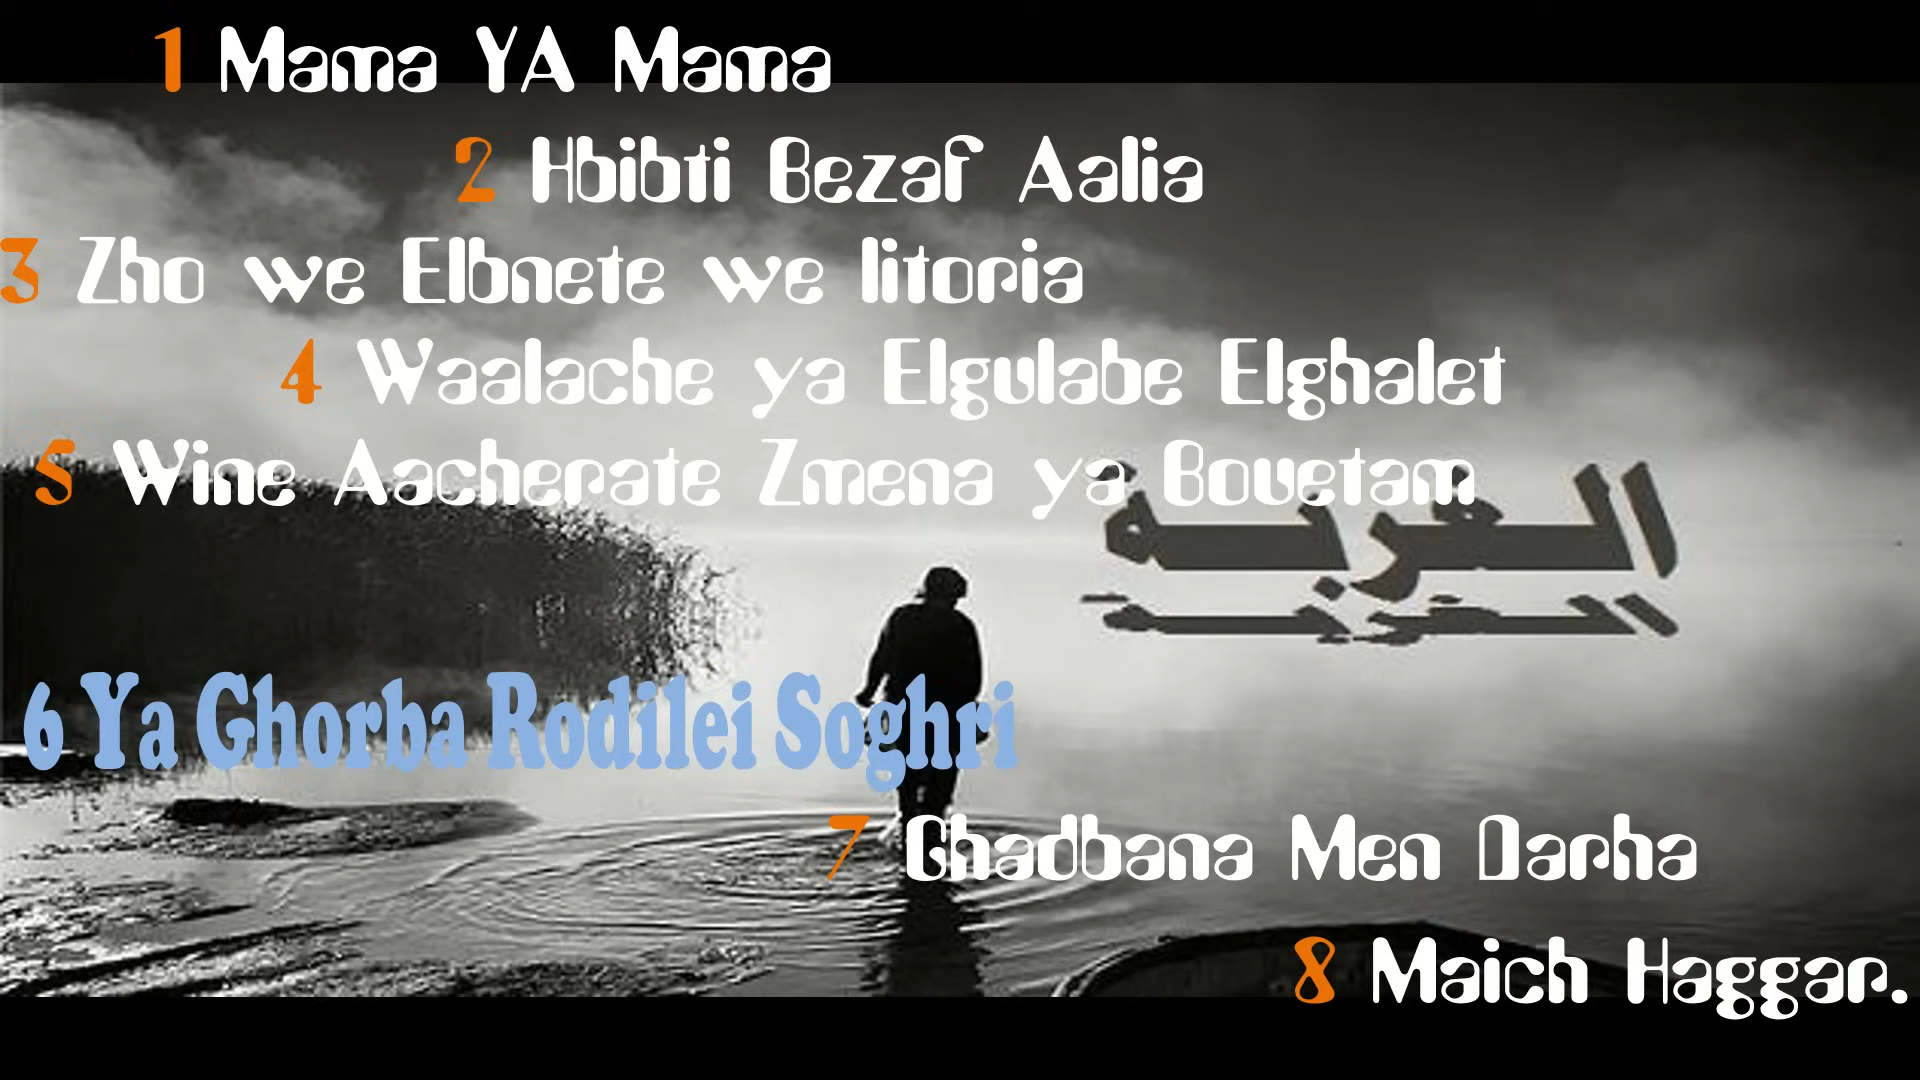 1 Mama YA Mama
2 Hbibti Bezaf Aalia
3 Zho we Elbnete we litoria
4 Waalache ya Elgulabe Elghalet
5 Wine Aacherate Zmena ya Bouetam
الغربة
6 Ya Ghorba Rodilei Soghri
7 Ghadbana Men Darha
8 Maich Haggar.